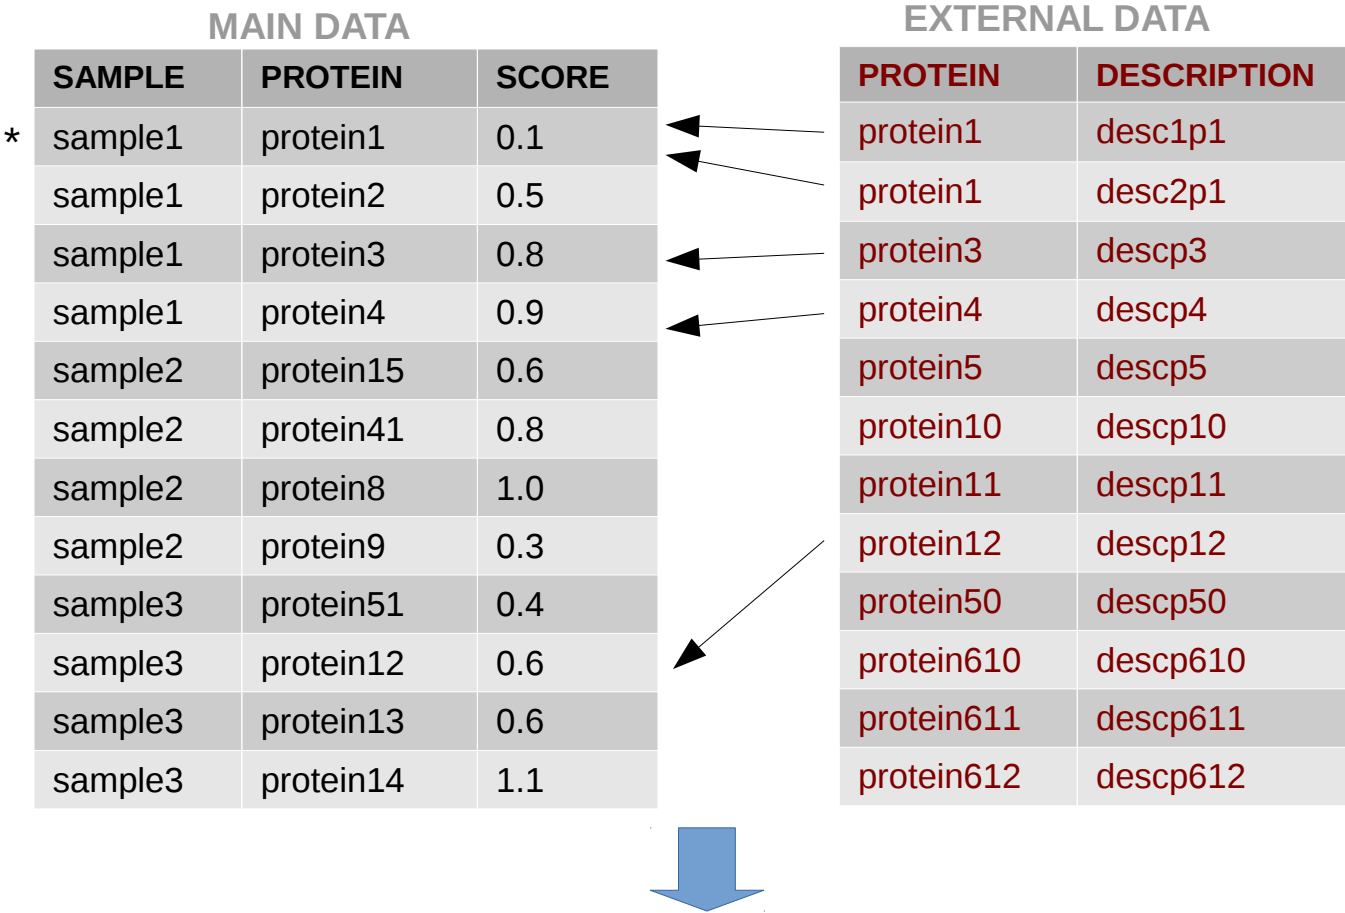 MAIN DATA
SAMPLE PROTEIN SCORE
* sample1 protein1 0.1
sample1 protein2 0.5
sample1 protein3 0.8
sample1 protein4 0.9
sample2 protein15 0.6
sample2 protein41 0.8
sample2 protein8 1.0
sample2 protein9 0.3
sample3 protein51 0.4
sample3 protein12 0.6
sample3 protein13 0.6
sample3 protein14 1.1
EXTERNAL DATA
PROTEIN DESCRIPTION
protein1 desc1p1
protein1 desc2p1
protein3 descp3
protein4 descp4
protein5 descp5
protein10 descp10
protein11 descp11
protein12 descp12
protein50 descp50
protein610 descp610
protein611 descp611
protein612 descp612